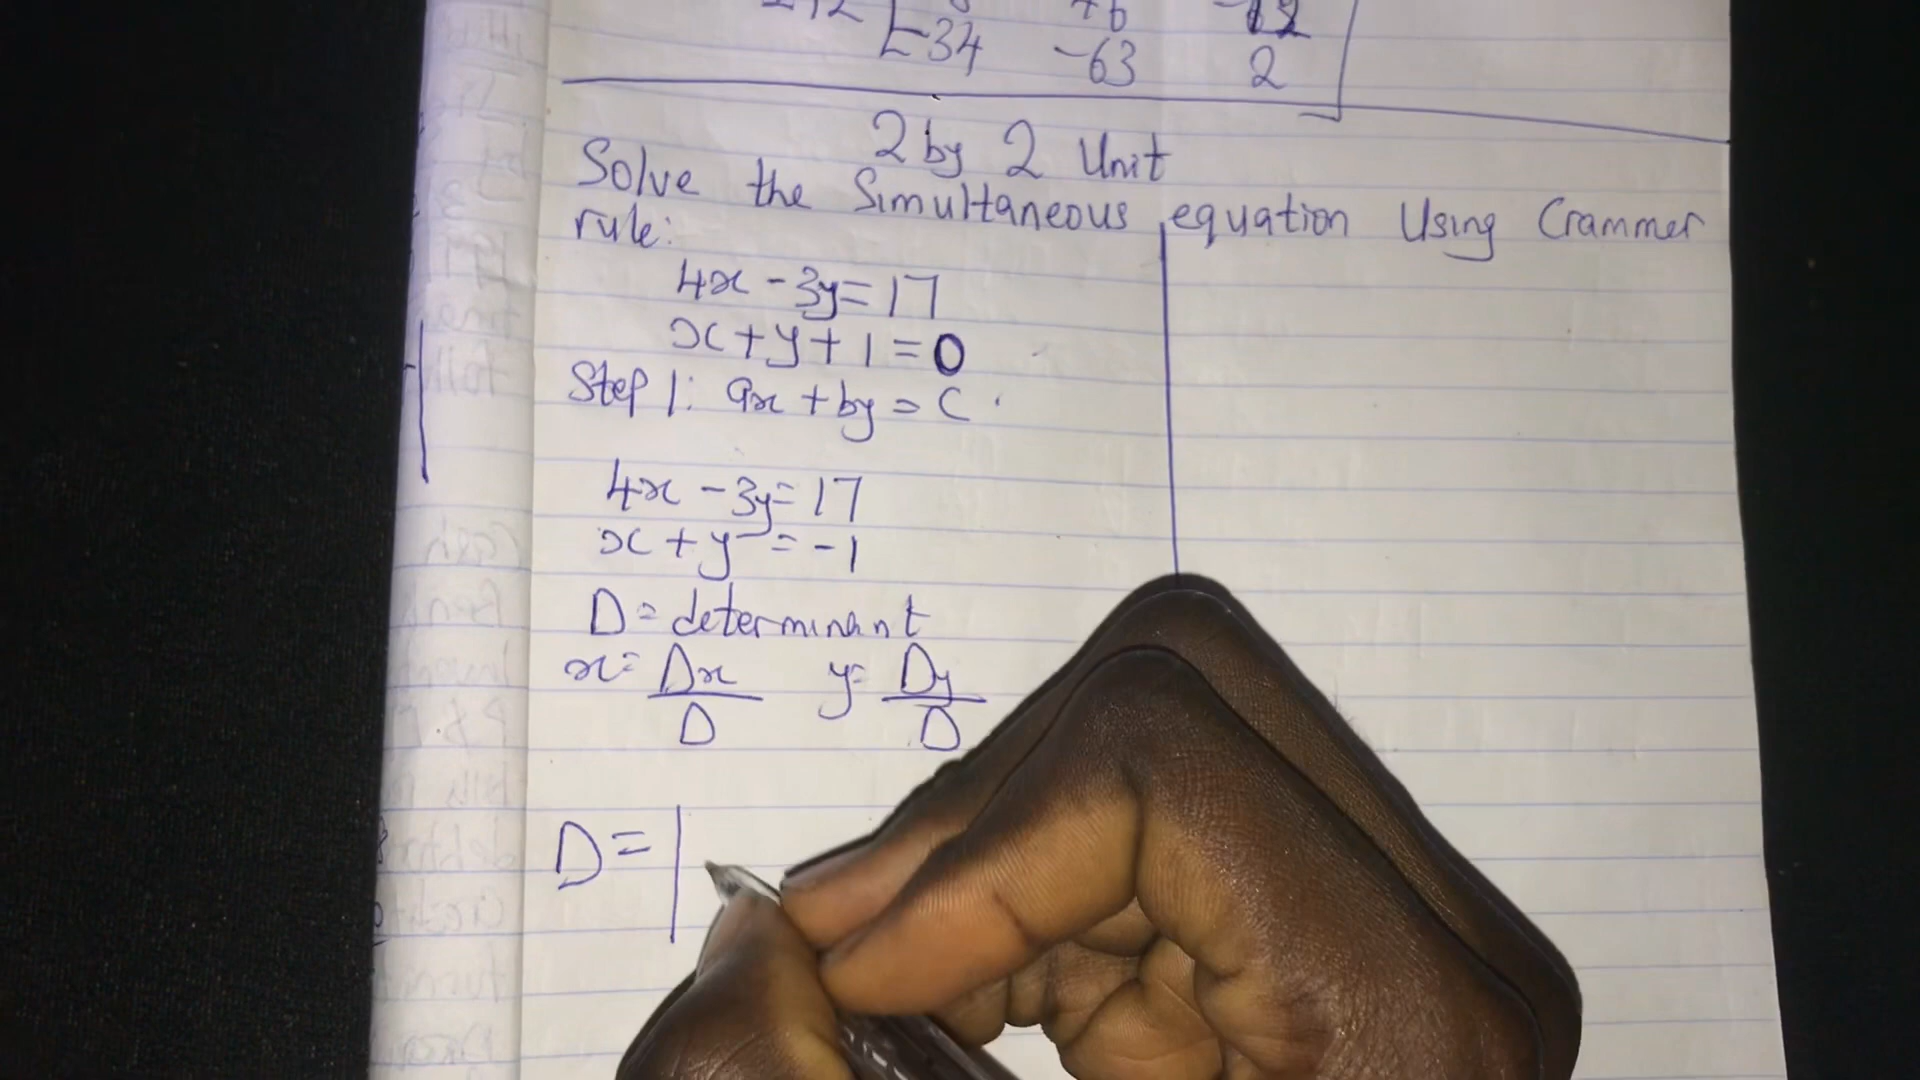 -34 -63 2
2 by 2 Unit
Solve the Simultaneous equation Using Crammer
rule:
4x - 3y = 17
x + y + 1 = 0
Step 1: ax + by = C
4x - 3y = 17
x + y = -1
D = determinant
x = Dx/D y = Dy/D
D = |